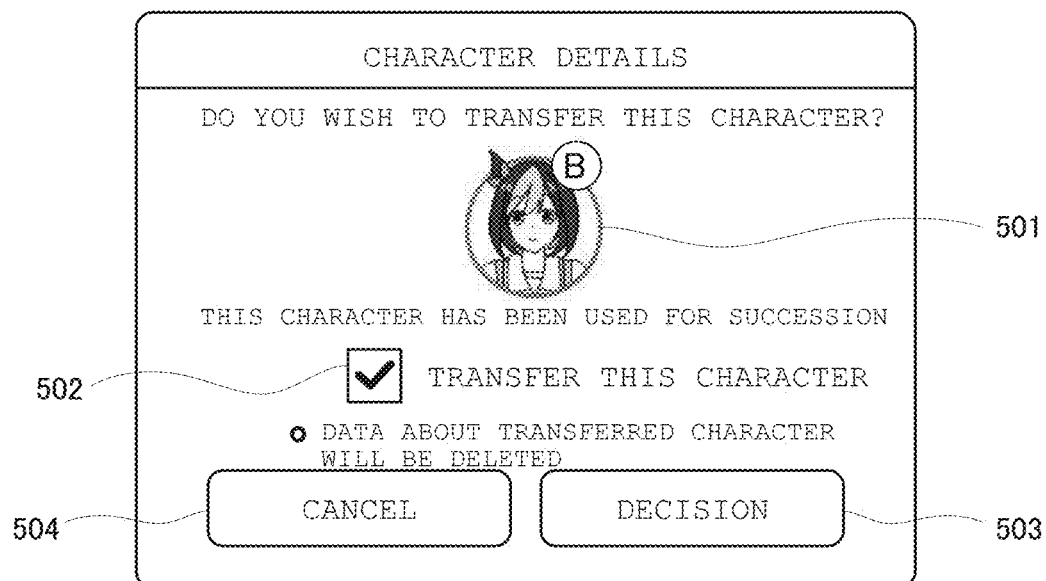 CHARACTER DETAILS
DO YOU WISH TO TRANSFER THIS CHARACTER?
B
501
THIS CHARACTER HAS BEEN USED FOR SUCCESSION
502
TRANSFER THIS CHARACTER
DATA ABOUT TRANSFERRED CHARACTER
WILL BE DELETED
504
CANCEL
DECISION
503